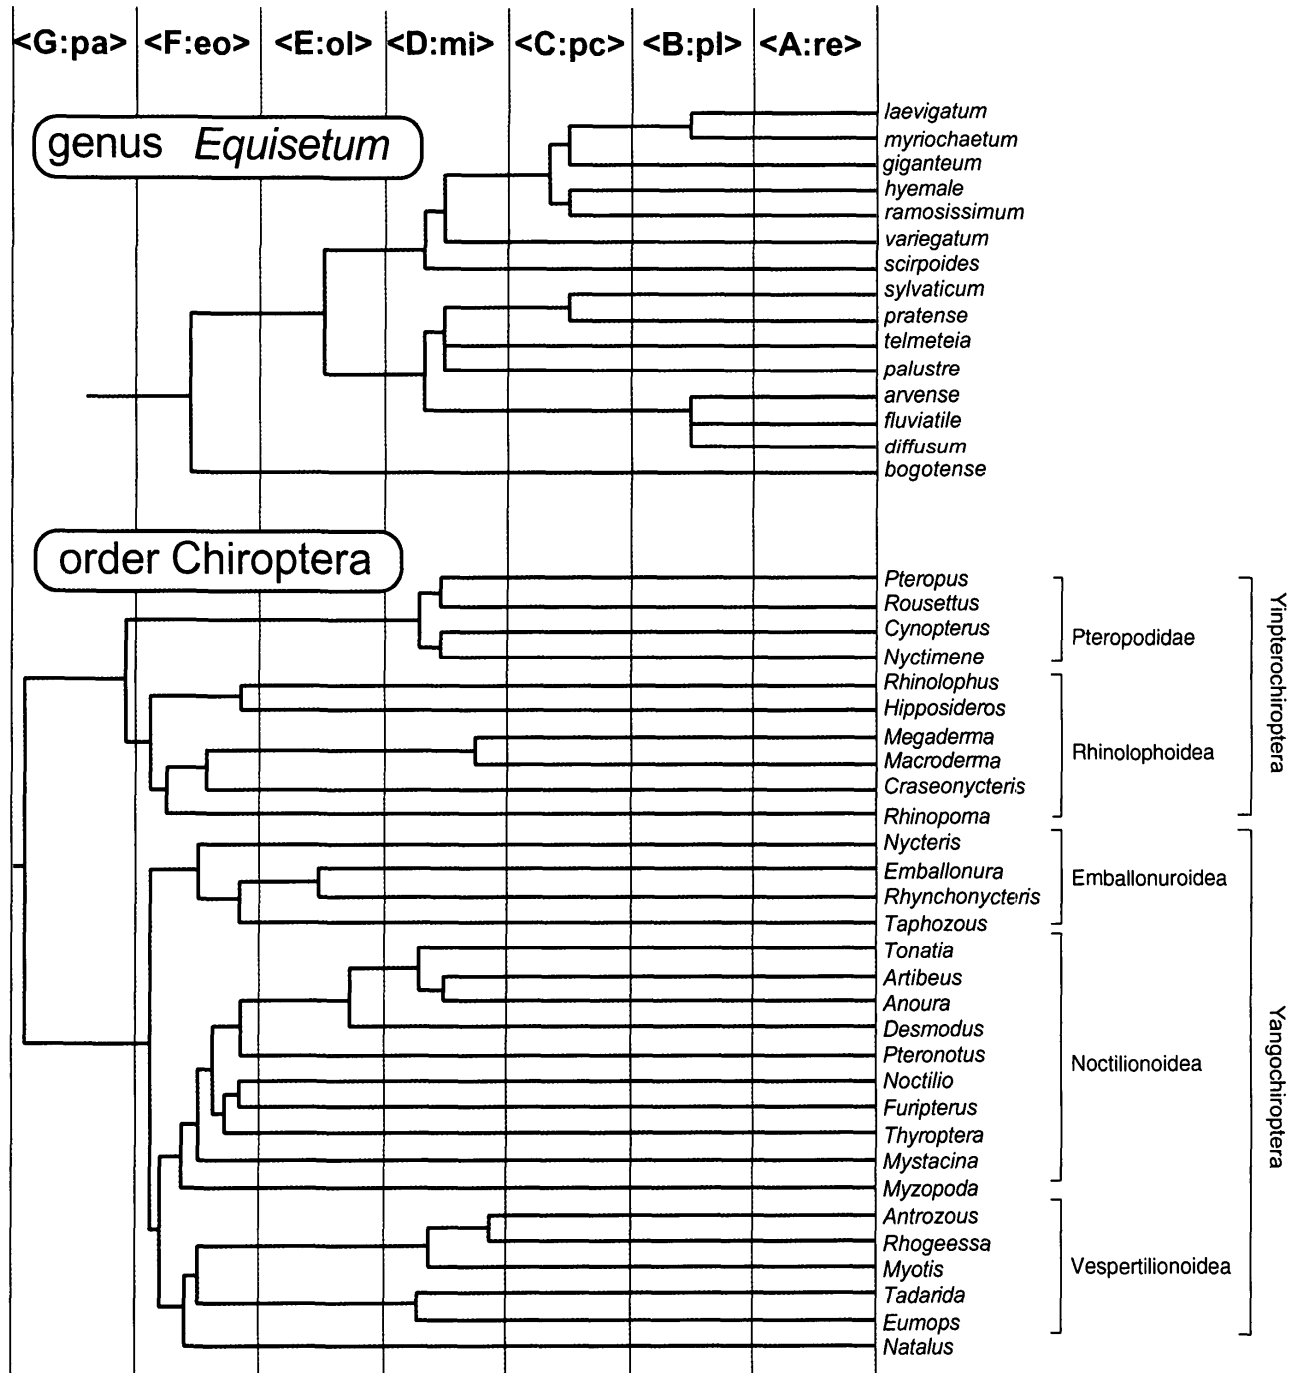 <G:pa> <F:eo> <E:ol> <D:mi> <C:pc> <B:pl> <A:re>
genus Equisetum
laevigatum
myriochaetum
giganteum
hyemale
ramosissimum
variegatum
scirpoides
sylvaticum
pratense
telmeteia
palustre
arvense
fluviatile
diffusum
bogotense
order Chiroptera
Pteropus
Rousettus
Cynopterus
Nyctimene
Pteropodidae
Rhinolophus
Hipposideros
Megaderma
Macroderma
Craseonycteris
Rhinopoma
Rhinolophoidea
Yinpterochiroptera
Nycteris
Emballonura
Rhynchonycteris
Taphozous
Emballonuroidea
Tonatia
Artibeus
Anoura
Desmodus
Pteronotus
Noctilio
Furipterus
Thyroptera
Mystacina
Myzopoda
Noctilionoidea
Antrozous
Rhogeessa
Myotis
Tadarida
Eumops
Natalus
Vespertilionoidea
Yangochiroptera